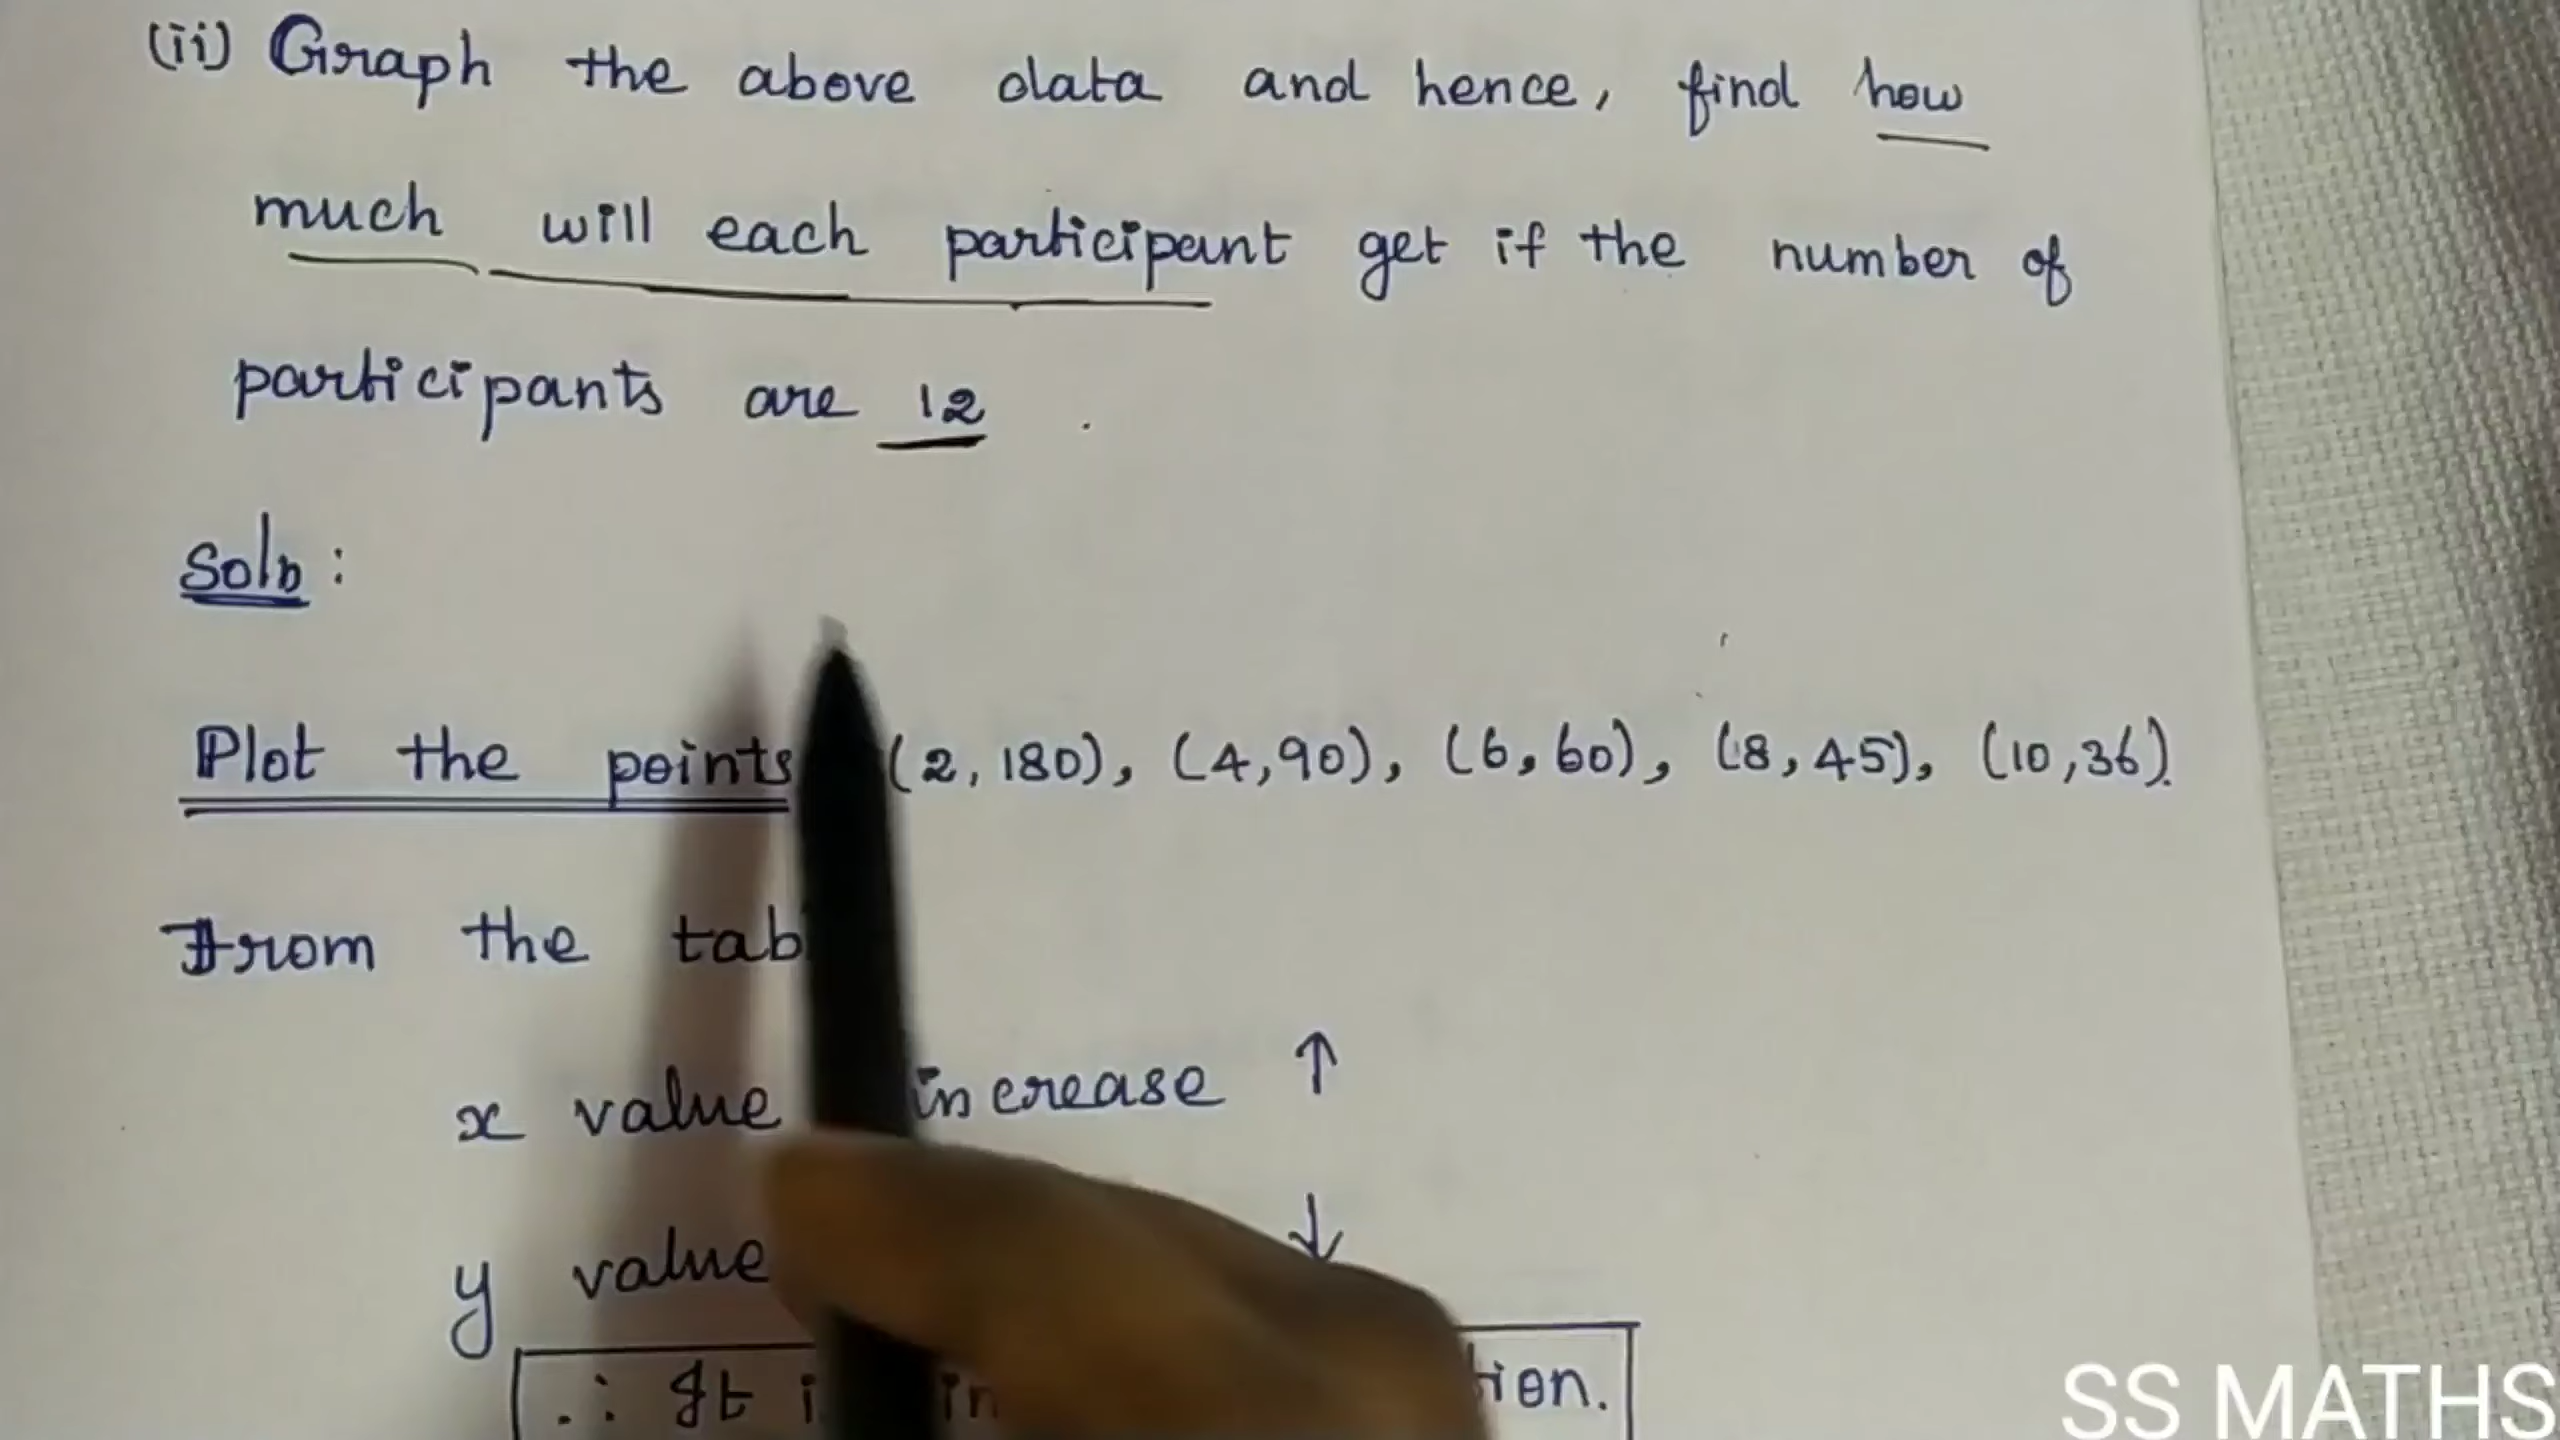 (ii) Graph the above data and hence, find how
much will each participant get if the number of
participants are 12.
Soln :
Plot the points (2, 180), (4,90), (6,60), (8,45), (10,36).
From the tab
x value increase ↑
y value ↓
∴ It
SS MATHS